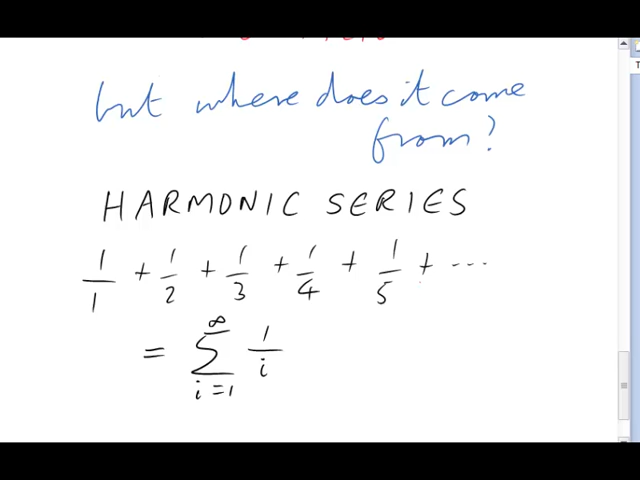 but where does it come
from?
HARMONIC SERIES
1/1 + 1/2 + 1/3 + 1/4 + 1/5 + ...
= ∑_{i=1}^{∞} 1/i